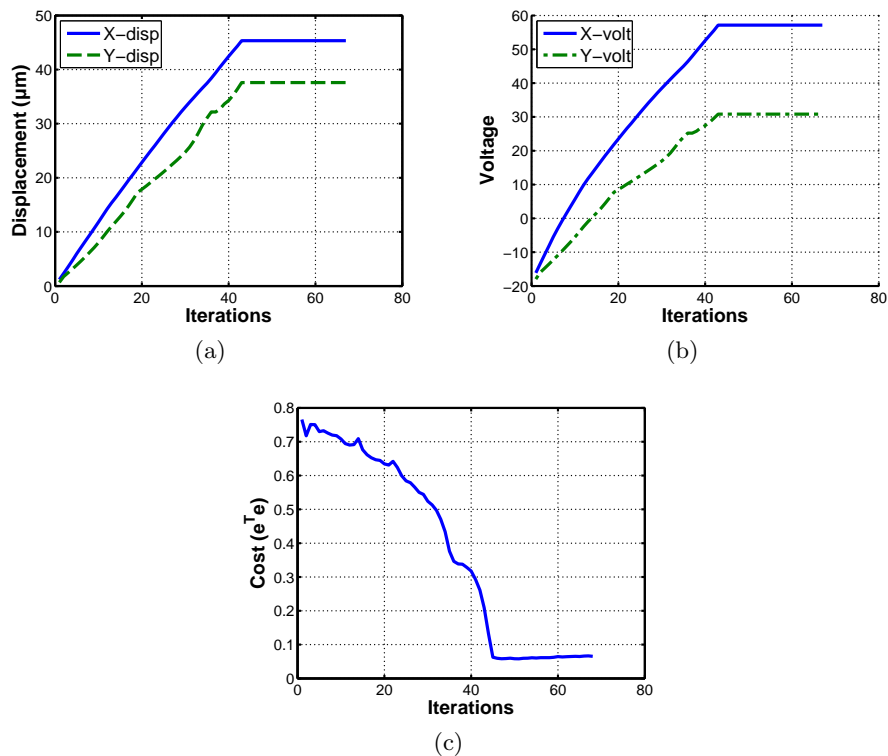 50
40
30
20
10
0
0 20 40 60 80
Displacement (μm)
Iterations
X−disp
Y−disp
(a)
60
50
40
30
20
10
0
−10
−20
0 20 40 60 80
Voltage
Iterations
X−volt
Y−volt
(b)
0.8
0.7
0.6
0.5
0.4
0.3
0.2
0.1
0
0 20 40 60 80
Cost (eᵀe)
Iterations
(c)